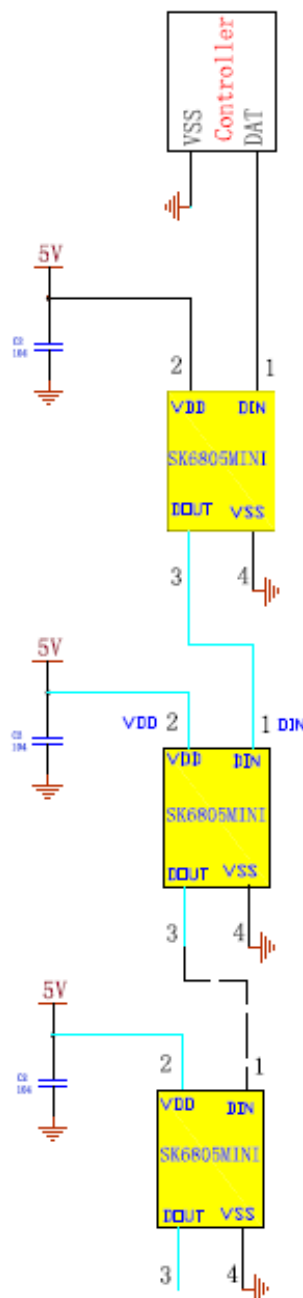 Controller
VSS
DAT
5V
C2
104
2
1
VDD DIN
SK6805MINI
DOUT VSS
3
4
5V
104
VDD 2
1 DIN
VDD DIN
SK6805MINI
DOUT VSS
3
4
5V
104
2
1
VDD DIN
SK6805MINI
DOUT VSS
3
4